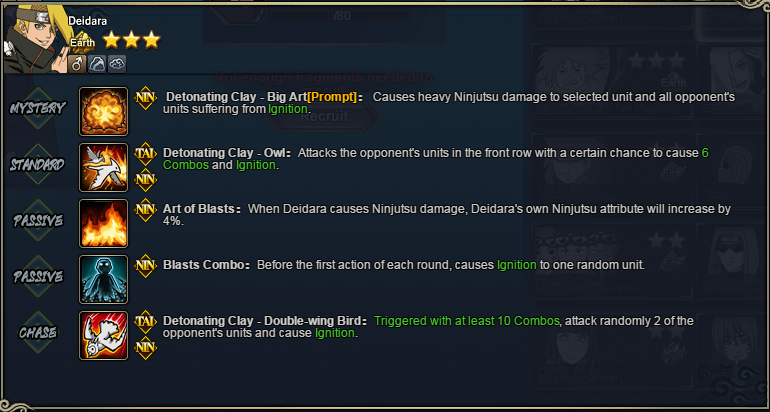 /60
Deidara
Earth
Not enough fragments needed to
Recruit
Earth
MYSTERY
NIN
Detonating Clay - Big Art[Prompt]: Causes heavy Ninjutsu damage to selected unit and all opponent's
units suffering from Ignition.
STANDARD
TAI
NIN
Detonating Clay - Owl: Attacks the opponent's units in the front row with a certain chance to cause 6
Combos and Ignition.
PASSIVE
NIN
Art of Blasts: When Deidara causes Ninjutsu damage, Deidara's own Ninjutsu attribute will increase by
4%.
PASSIVE
NIN
Blasts Combo: Before the first action of each round, causes Ignition to one random unit.
CHASE
TAI
NIN
Detonating Clay - Double-wing Bird: Triggered with at least 10 Combos, attack randomly 2 of the
opponent's units and cause Ignition.